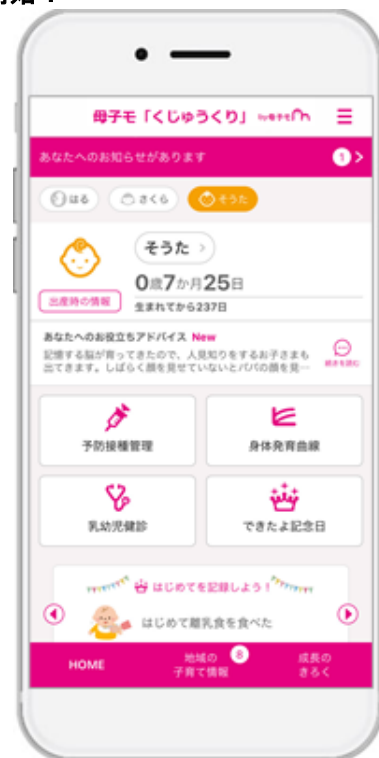 母子モ「くじゅうくり」 by母子モ
あなたへのお知らせがあります 1
はる さくら そうた
そうた
0歳7か月25日
出産時の情報 生まれてから237日
あなたへのお役立ちアドバイス New
記憶する脳が育ってきたので、人見知りをするお子さまも
出てきます。しばらく顔を見せていないとパパの顔を見… 続きを読む
予防接種管理 身体発育曲線
乳幼児健診 できたよ記念日
はじめてを記録しよう!
はじめて離乳食を食べた
HOME 地域の 8 成長の
子育て情報 きろく